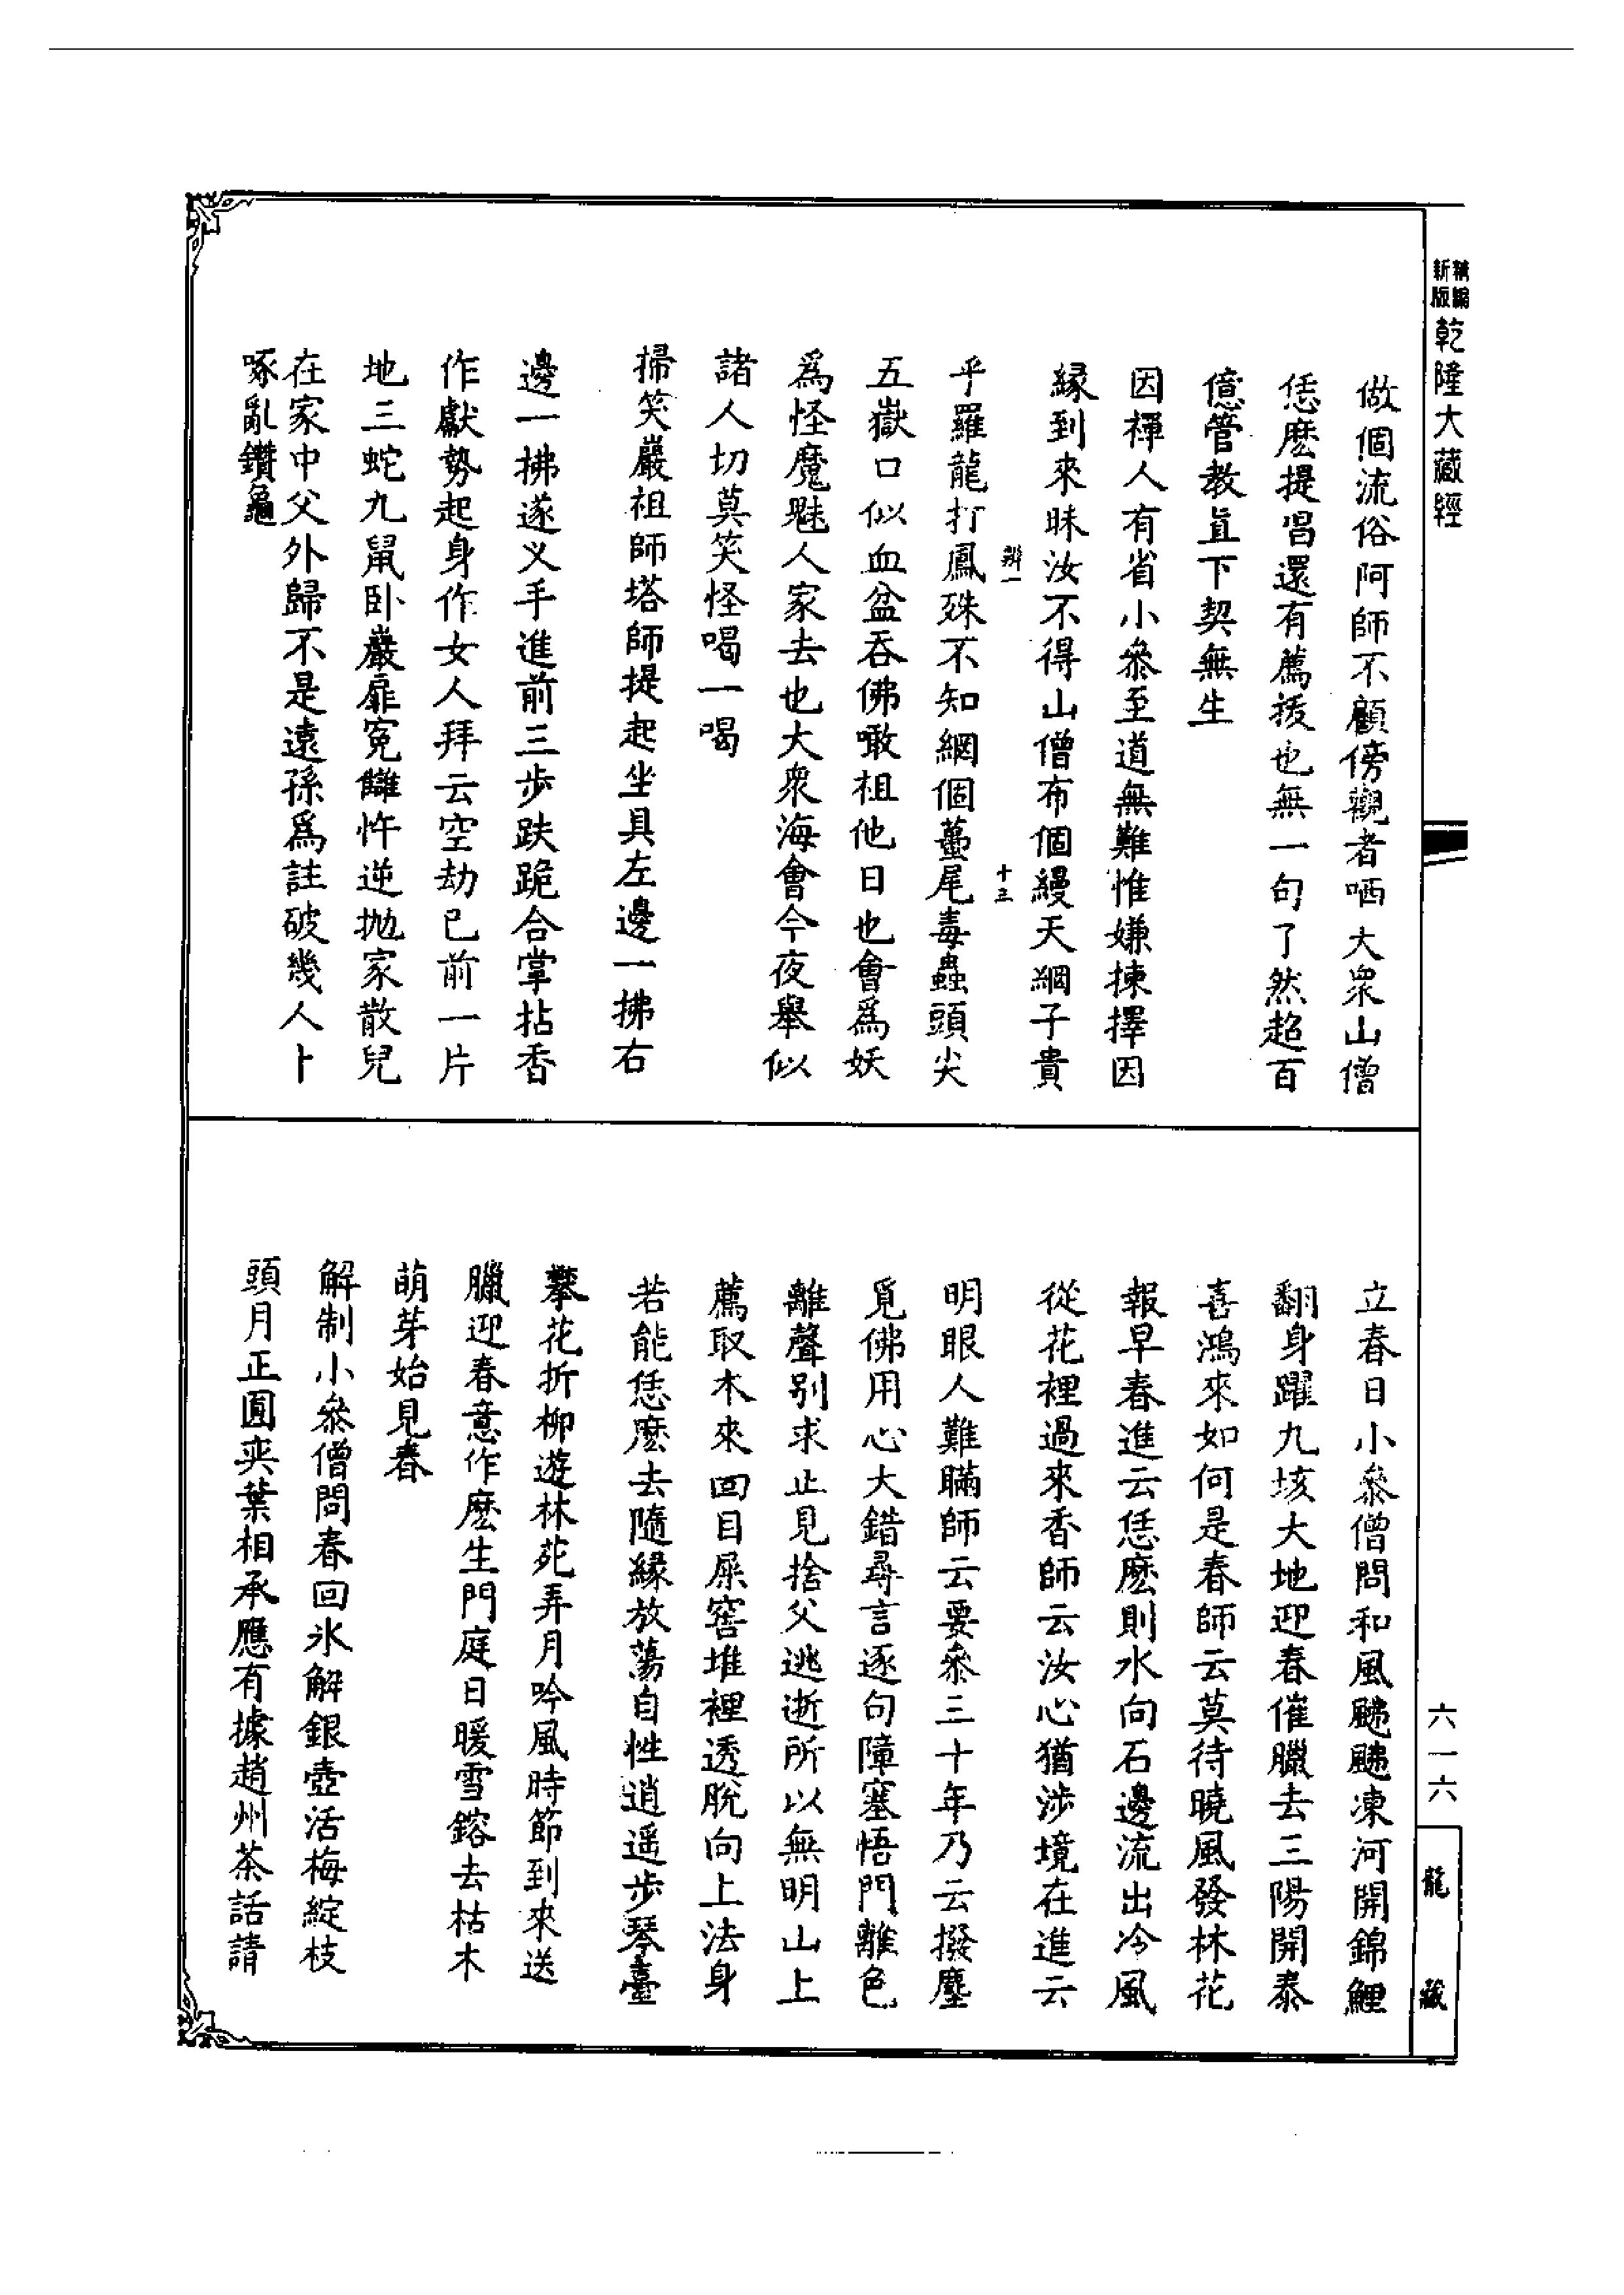 精編
新版
乾隆大藏經
做個流俗阿師不顧傍觀者哂大衆山僧
恁麽提唱還有薦拔也無一句了然超百
億管教直下契無生
因禪人有省小參至道無難惟嫌揀擇因
緣到來昧汝不得山僧布個縵天網子貴
辨一
十三
乎羅龍打鳳殊不知網個蠆尾毒蟲頭尖
五嶽口似血盆吞佛噉祖他日也會爲妖
爲怪魔魅人家去也大衆海會今夜舉似
諸人切莫笑怪喝一喝
掃笑巖祖師塔師提起坐具左邊一拂右
邊一拂遂义手進前三步趺跪合掌拈香
作獻勢起身作女人拜云空劫已前一片
地三蛇九鼠卧巖扉冤讎忤逆拋家散兒
在家中父外歸不是遠孫爲註破幾人卜
啄亂鑽龜
立春日小參僧問和風颺颺凍河開錦鯉
翻身躍九垓大地迎春催臘去三陽開泰
喜鴻來如何是春師云莫待曉風發林花
報早春進云恁麽則水向石邊流出冷風
從花裡過來香師云汝心猶涉境在進云
明眼人難瞞師云要參三十年乃云撥塵
覓佛用心大錯尋言逐句障塞悟門離色
離聲別求止見捨父逃逝所以無明山上
薦取木來回目屎窖堆裡透脫向上法身
若能恁麽去隨緣放蕩自性逍遥步琴臺
攀花折柳遊林苑弄月吟風時節到來送
臘迎春意作麽生門庭日暖雪鎔去枯木
萌芽始見春
解制小參僧問春回氷解銀壺活梅綻枝
頭月正圓奕葉相承應有據趙州茶話請
六一六
龍
藏